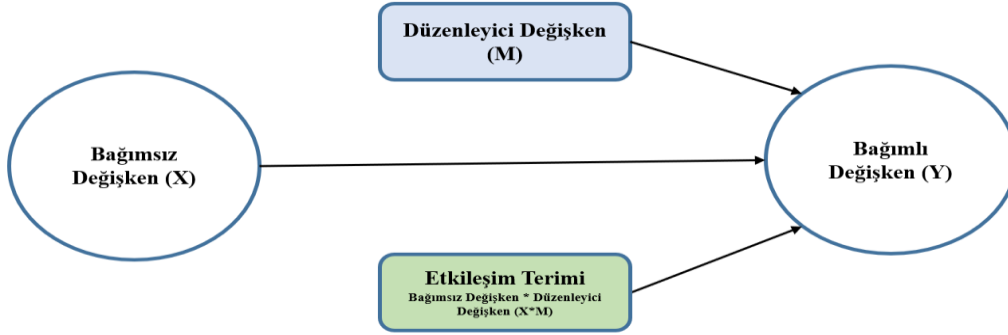 Düzenleyici Değişken
(M)
Bağımsız
Değişken (X)
Bağımlı
Değişken (Y)
Etkileşim Terimi
Bağımsız Değişken * Düzenleyici
Değişken (X*M)